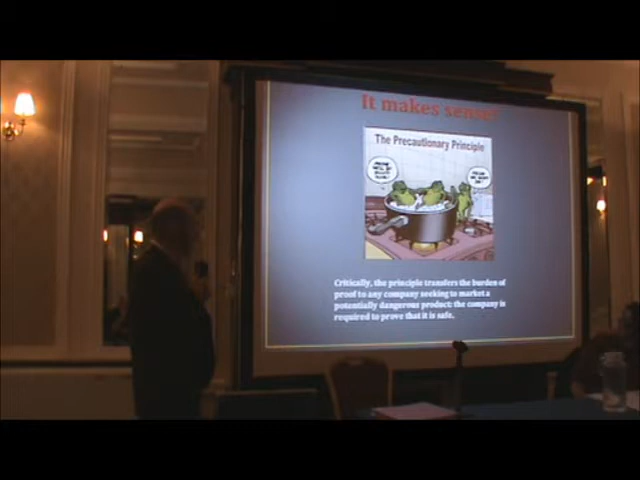 It makes sense!
The Precautionary Principle
Critically, the principle transfers the burden of
proof to any company seeking to market a
potentially dangerous product: the company is
required to prove that it is safe.